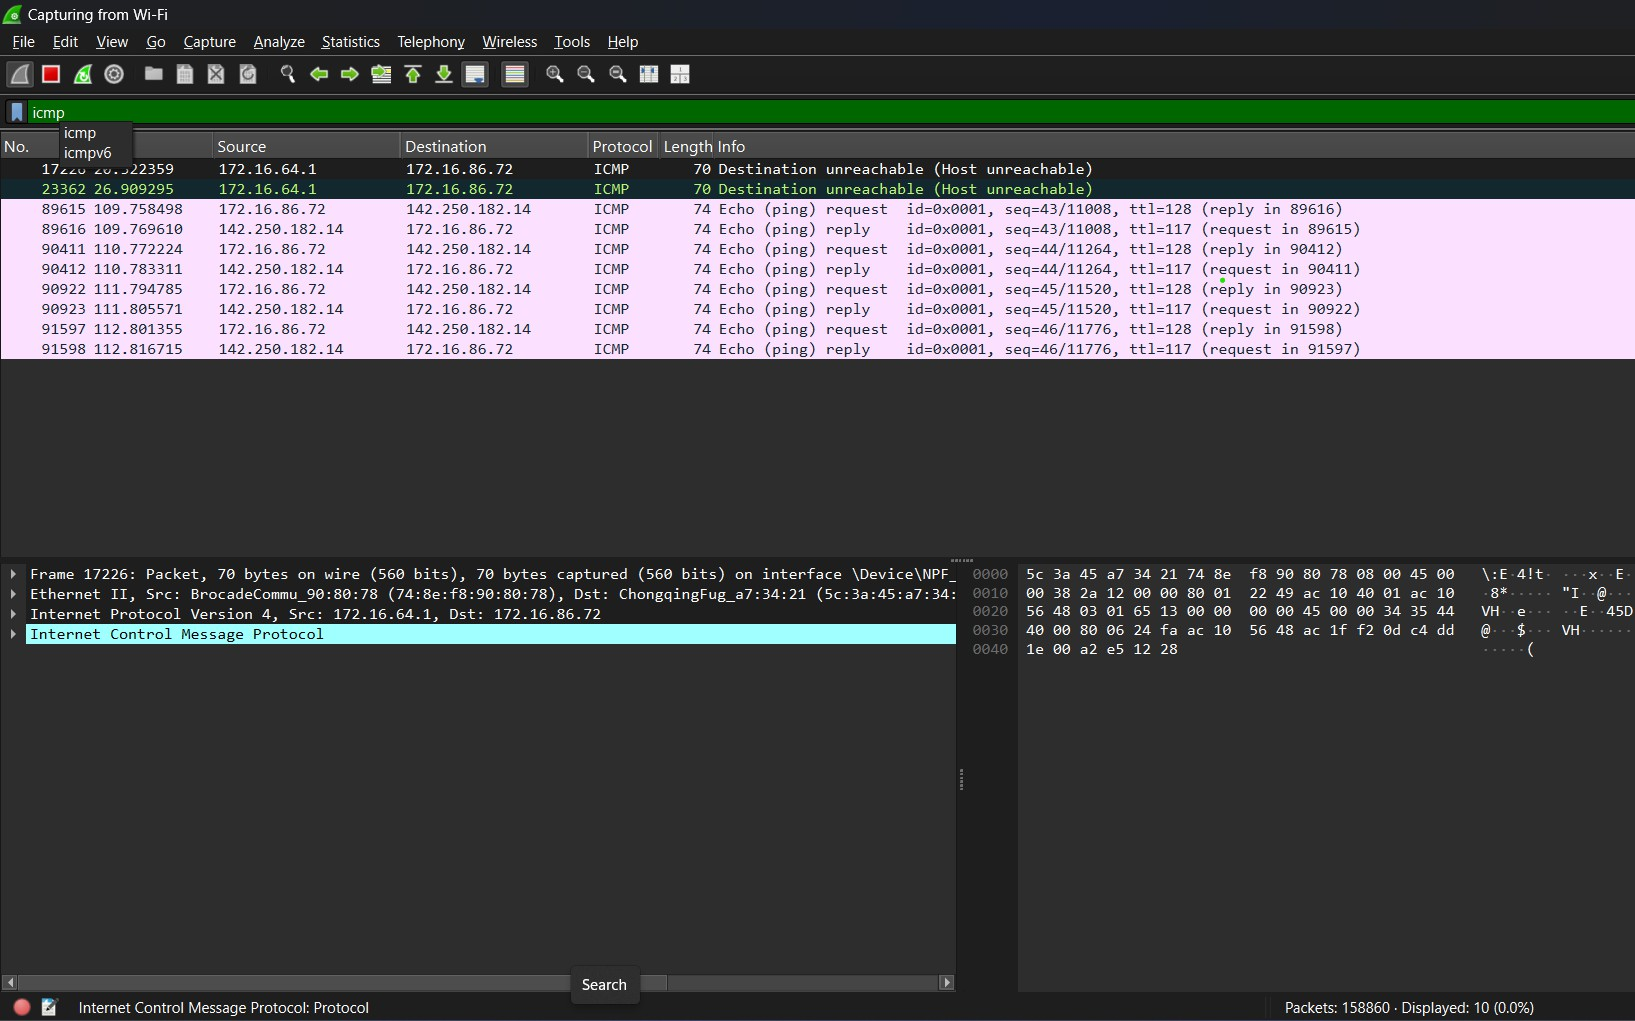 Capturing from Wi-Fi
File Edit View Go Capture Analyze Statistics Telephony Wireless Tools Help
icmp
icmp
icmpv6
No. Source Destination Protocol Length Info
172.16.64.1 172.16.86.72 ICMP 70 Destination unreachable (Host unreachable)
23362 26.909295 172.16.64.1 172.16.86.72 ICMP 70 Destination unreachable (Host unreachable)
89615 109.758498 172.16.86.72 142.250.182.14 ICMP 74 Echo (ping) request id=0x0001, seq=43/11008, ttl=128 (reply in 89616)
89616 109.769610 142.250.182.14 172.16.86.72 ICMP 74 Echo (ping) reply id=0x0001, seq=43/11008, ttl=117 (request in 89615)
90411 110.772224 172.16.86.72 142.250.182.14 ICMP 74 Echo (ping) request id=0x0001, seq=44/11264, ttl=128 (reply in 90412)
90412 110.783311 142.250.182.14 172.16.86.72 ICMP 74 Echo (ping) reply id=0x0001, seq=44/11264, ttl=117 (request in 90411)
90922 111.794785 172.16.86.72 142.250.182.14 ICMP 74 Echo (ping) request id=0x0001, seq=45/11520, ttl=128 (reply in 90923)
90923 111.805571 142.250.182.14 172.16.86.72 ICMP 74 Echo (ping) reply id=0x0001, seq=45/11520, ttl=117 (request in 90922)
91597 112.801355 172.16.86.72 142.250.182.14 ICMP 74 Echo (ping) request id=0x0001, seq=46/11776, ttl=128 (reply in 91598)
91598 112.816715 142.250.182.14 172.16.86.72 ICMP 74 Echo (ping) reply id=0x0001, seq=46/11776, ttl=117 (request in 91597)
Frame 17226: Packet, 70 bytes on wire (560 bits), 70 bytes captured (560 bits) on interface \Device\NPF_
Ethernet II, Src: BrocadeCommu_90:80:78 (74:8e:f8:90:80:78), Dst: ChongqingFug_a7:34:21 (5c:3a:45:a7:34:
Internet Protocol Version 4, Src: 172.16.64.1, Dst: 172.16.86.72
Internet Control Message Protocol
0000 5c 3a 45 a7 34 21 74 8e f8 90 80 78 08 00 45 00 \:E·4!t· ···x··E·
0010 00 38 2a 12 00 00 80 01 22 49 ac 10 40 01 ac 10 ·8*····· "I··@···
0020 56 48 03 01 65 13 00 00 00 00 45 00 00 34 35 44 VH··e··· ··E··45D
0030 40 00 80 06 24 fa ac 10 56 48 ac 1f f2 0d c4 dd @···$··· VH······
0040 1e 00 a2 e5 12 28 ·····(
Search
Internet Control Message Protocol: Protocol
Packets: 158860 · Displayed: 10 (0.0%)